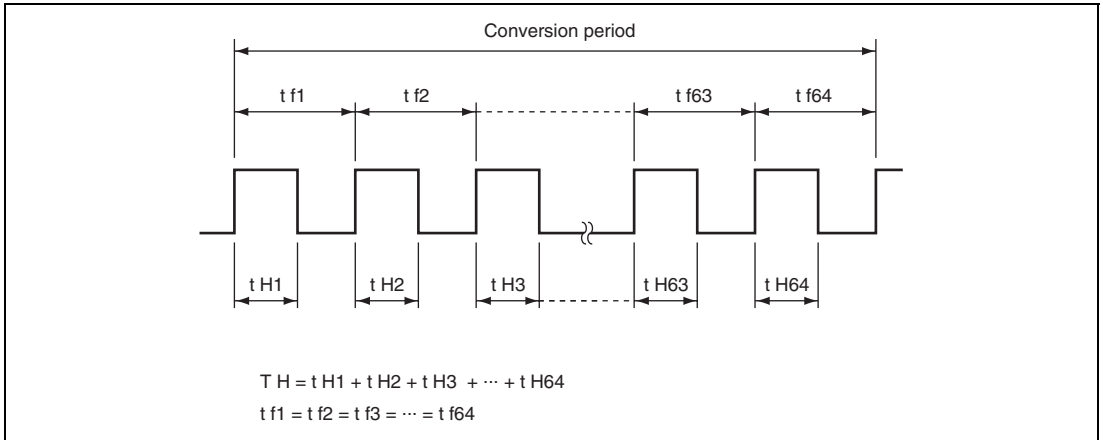 Conversion period
t f1 t f2 t f63 t f64
t H1 t H2 t H3 t H63 t H64
T H = t H1 + t H2 + t H3 + ··· + t H64
t f1 = t f2 = t f3 = ··· = t f64